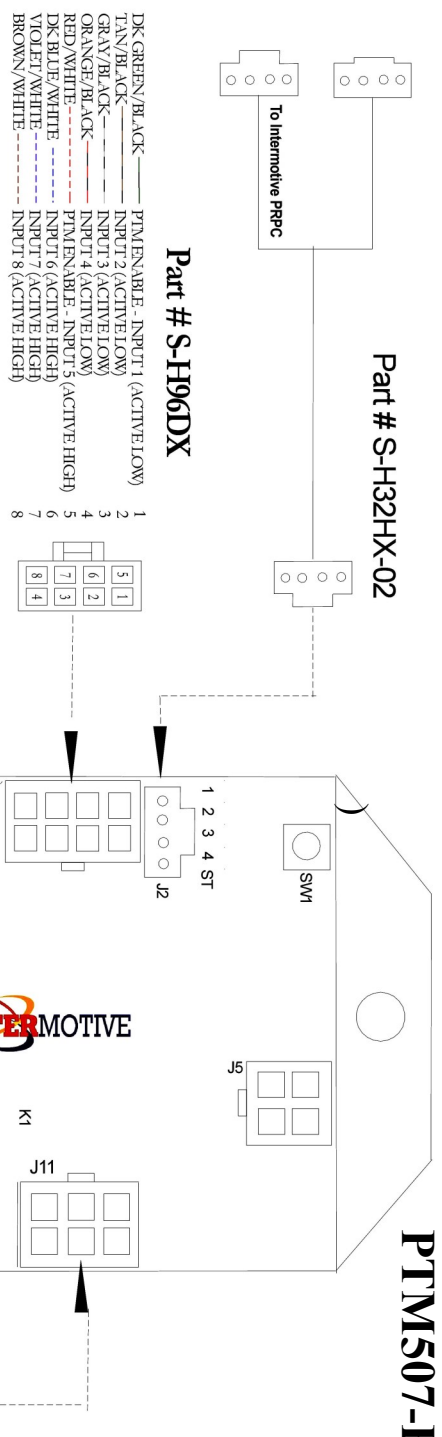 PTM507-1
Part # S-H32HX-02
To Intermotive PRPC
Part # S-H96DX
DK GREEN/BLACK PTM ENABLE - INPUT 1 (ACTIVE LOW) 1
TAN/BLACK INPUT 2 (ACTIVE LOW) 2
GRAY/BLACK INPUT 3 (ACTIVE LOW) 3
ORANGE/BLACK INPUT 4 (ACTIVE LOW) 4
RED/WHITE PTM ENABLE - INPUT 5 (ACTIVE HIGH) 5
DK BLUE/WHITE INPUT 6 (ACTIVE HIGH) 6
VIOLET/WHITE INPUT 7 (ACTIVE HIGH) 7
BROWN/WHITE INPUT 8 (ACTIVE HIGH) 8
5 1
6 2
7 3
8 4
SW1
1 2 3 4 ST
J2
J5
TERMOTIVE
K1
J11